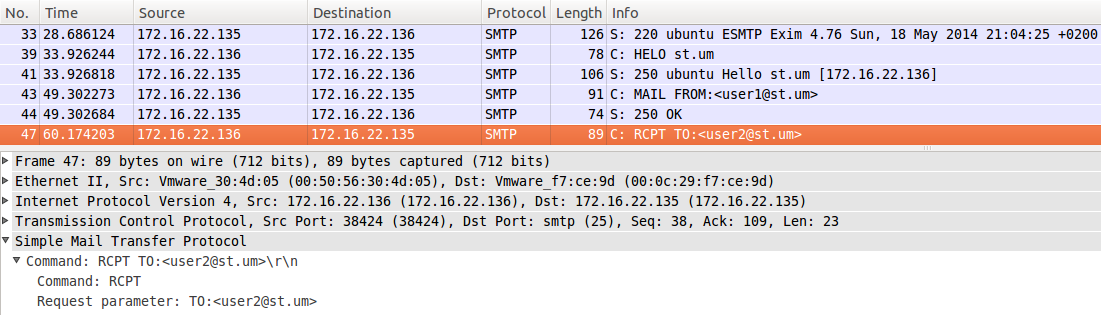 No. Time Source Destination Protocol Length Info
33 28.686124 172.16.22.135 172.16.22.136 SMTP 126 S: 220 ubuntu ESMTP Exim 4.76 Sun, 18 May 2014 21:04:25 +0200
39 33.926244 172.16.22.136 172.16.22.135 SMTP 78 C: HELO st.um
41 33.926818 172.16.22.135 172.16.22.136 SMTP 106 S: 250 ubuntu Hello st.um [172.16.22.136]
43 49.302273 172.16.22.136 172.16.22.135 SMTP 91 C: MAIL FROM:<user1@st.um>
44 49.302684 172.16.22.135 172.16.22.136 SMTP 74 S: 250 OK
47 60.174203 172.16.22.136 172.16.22.135 SMTP 89 C: RCPT TO:<user2@st.um>
Frame 47: 89 bytes on wire (712 bits), 89 bytes captured (712 bits)
Ethernet II, Src: Vmware_30:4d:05 (00:50:56:30:4d:05), Dst: Vmware_f7:ce:9d (00:0c:29:f7:ce:9d)
Internet Protocol Version 4, Src: 172.16.22.136 (172.16.22.136), Dst: 172.16.22.135 (172.16.22.135)
Transmission Control Protocol, Src Port: 38424 (38424), Dst Port: smtp (25), Seq: 38, Ack: 109, Len: 23
Simple Mail Transfer Protocol
Command: RCPT TO:<user2@st.um>\r\n
Command: RCPT
Request parameter: TO:<user2@st.um>